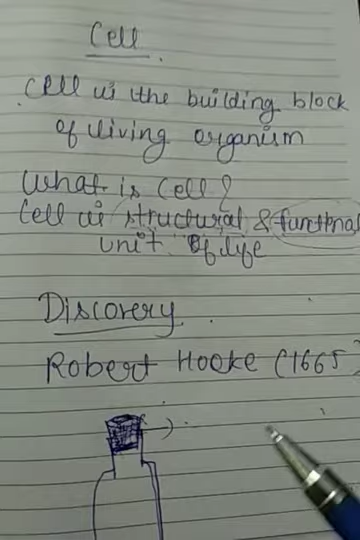 Cell
Cell is the building block
of living organism
What is Cell?
Cell is structural & functional
unit of life
Discovery
Robert Hooke (1665)